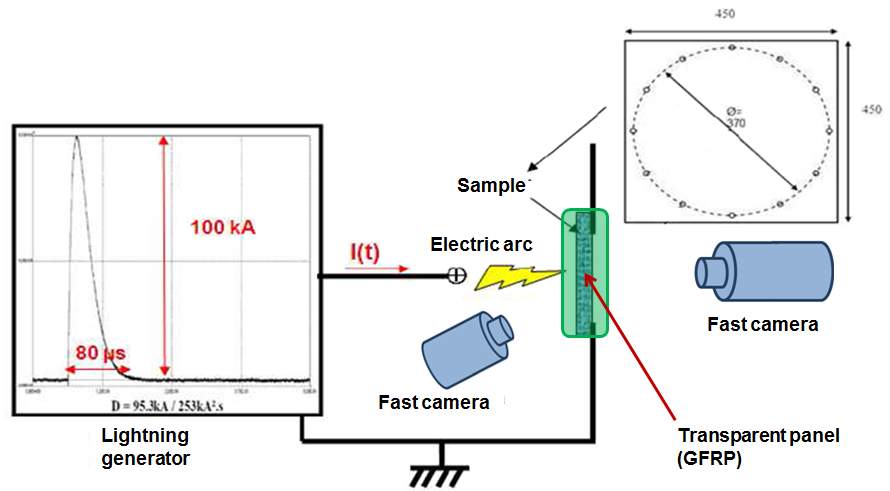 450
450
Ø=
370
Sample
100 kA
I(t)
Electric arc
80 µs
Fast camera
Fast camera
D = 95.3kA / 253kA².s
Lightning
generator
Transparent panel
(GFRP)